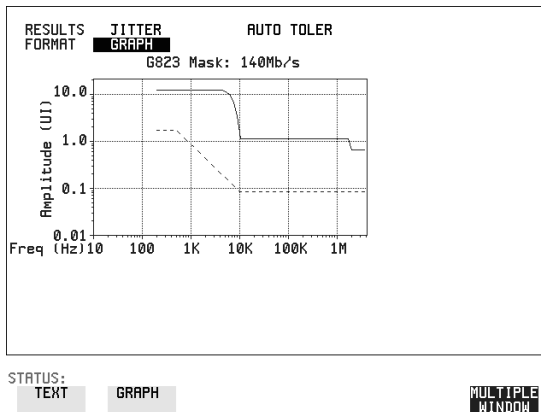 RESULTS JITTER AUTO TOLER
FORMAT GRAPH
G823 Mask: 140Mb/s
Amplitude (UI)
10.0
1.0
0.1
0.01
Freq (Hz) 10 100 1K 10K 100K 1M
STATUS:
TEXT GRAPH MULTIPLE WINDOW